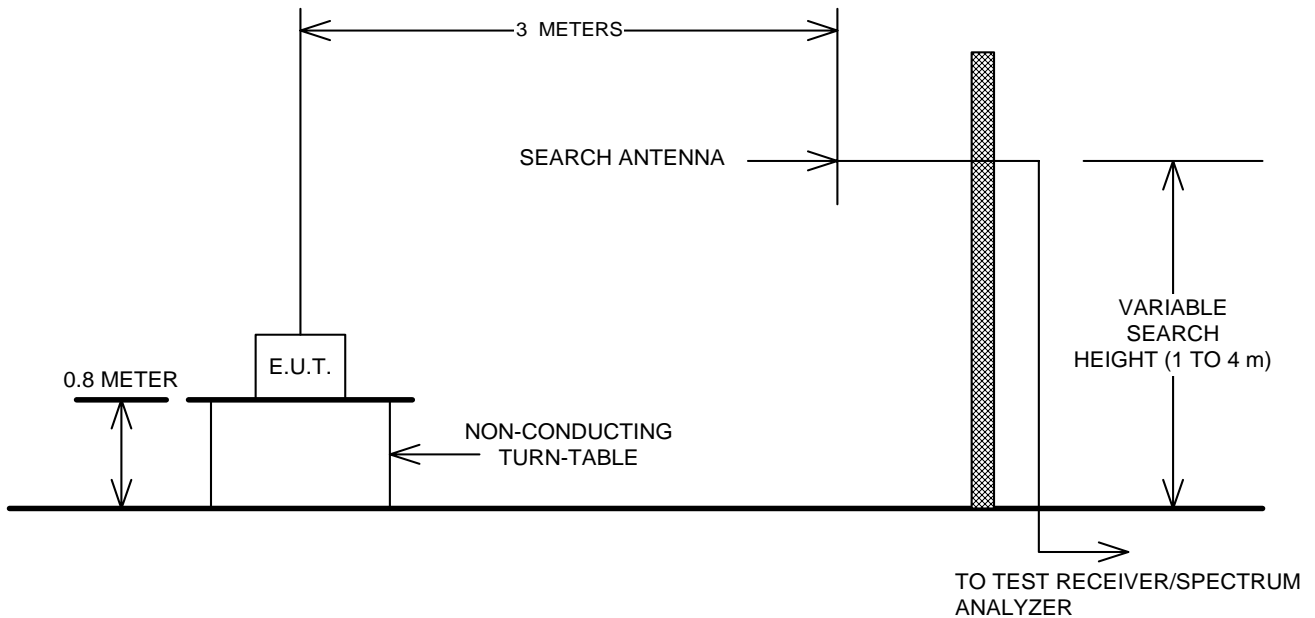 3 METERS
SEARCH ANTENNA
VARIABLE
SEARCH
HEIGHT (1 TO 4 m)
E.U.T.
0.8 METER
NON-CONDUCTING
TURN-TABLE
TO TEST RECEIVER/SPECTRUM
ANALYZER